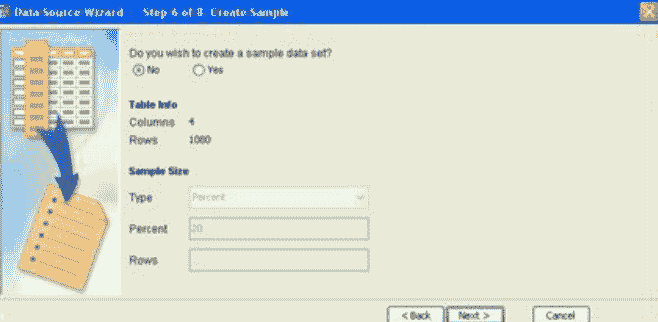 Data Source Wizard -- Step 6 of 8 Create Sample
Do you wish to create a sample data set?
No Yes
Table Info
Columns 4
Rows 1080
Sample Size
Type Percent
Percent 20
Rows
< Back Next > Cancel